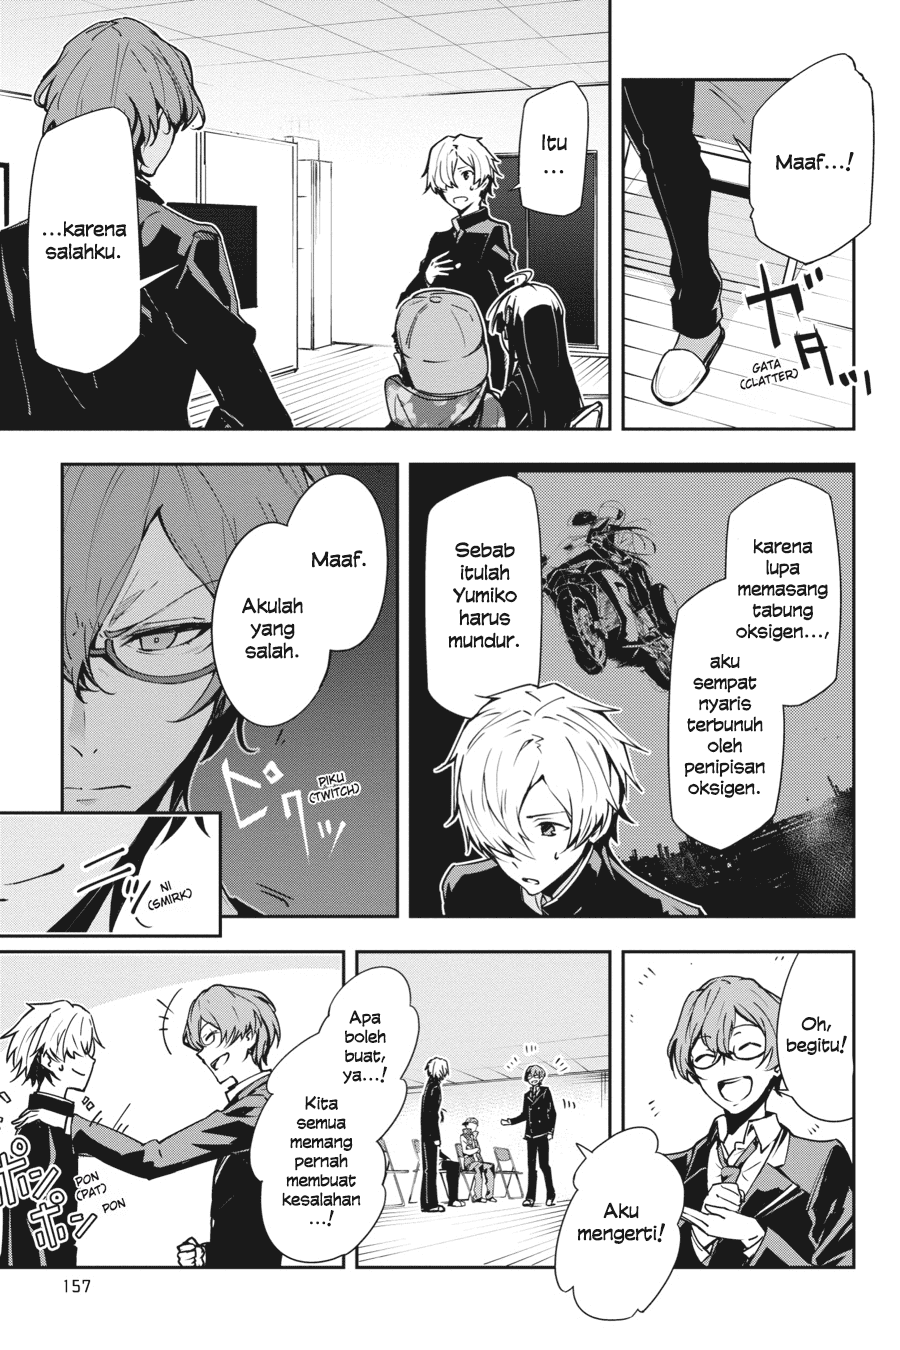 Maaf...!
ガタッ
GATA
(CLATTER)
Itu
...
...karena
salahku.
karena
lupa
memasang
tabung
oksigen...,
aku
sempat
nyaris
terbunuh
oleh
penipisan
oksigen.
Sebab
itulah
Yumiko
harus
mundur.
Maaf.
Akulah
yang
salah.
ピクッ
PIKU
(TWITCH)
ニッ
NI
(SMIRK)
Oh,
begitu!
Aku
mengerti!
Apa
boleh
buat,
ya...!
Kita
semua
memang
pernah
membuat
kesalahan
...!
ポン
ポン
PON
(PAT)
PON
157